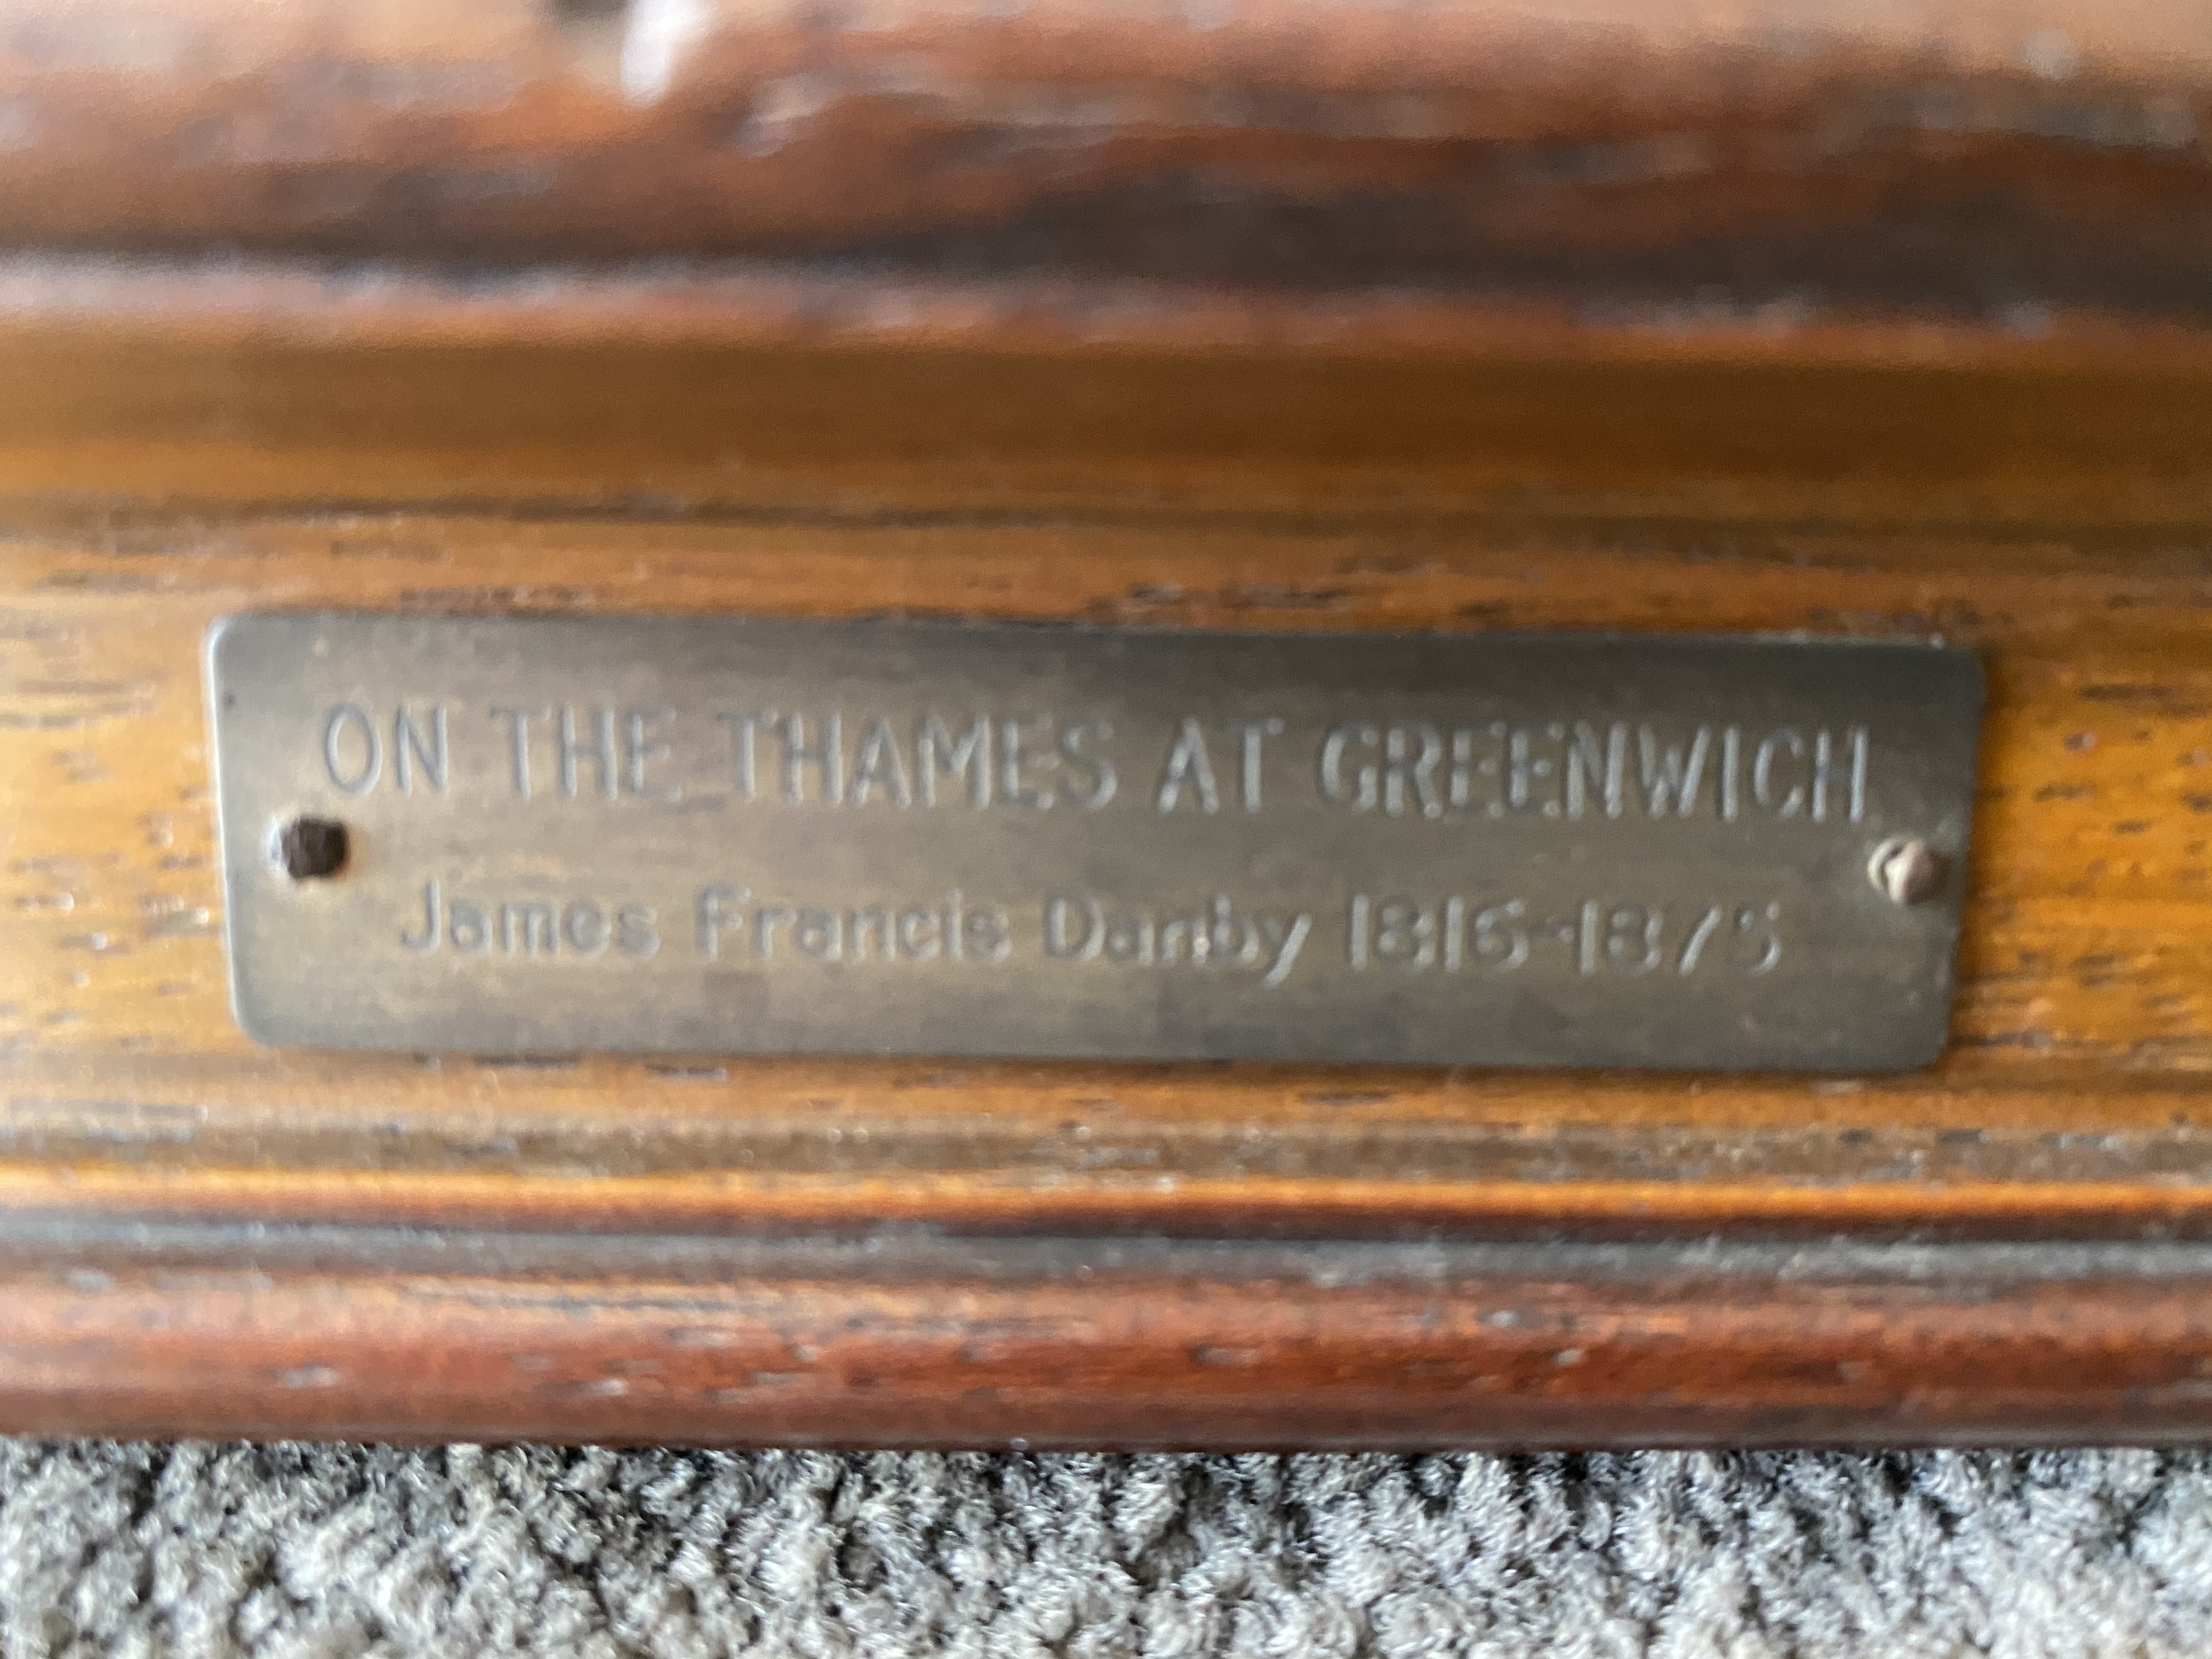 ON THE THAMES AT GREENWICH
James Francis Danby 1816-1875